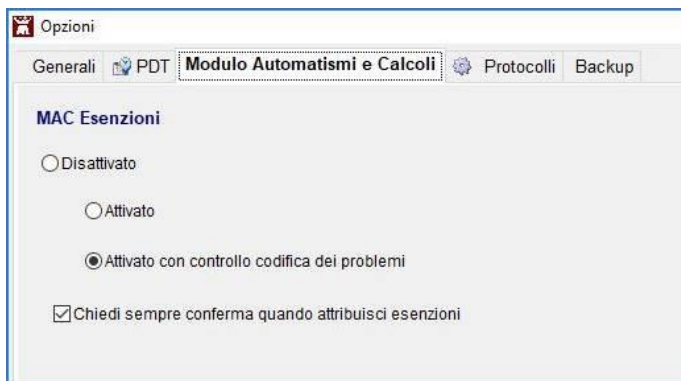 Opzioni
Generali PDT Modulo Automatismi e Calcoli Protocolli Backup
MAC Esenzioni
Disattivato
Attivato
Attivato con controllo codifica dei problemi
Chiedi sempre conferma quando attribuisci esenzioni